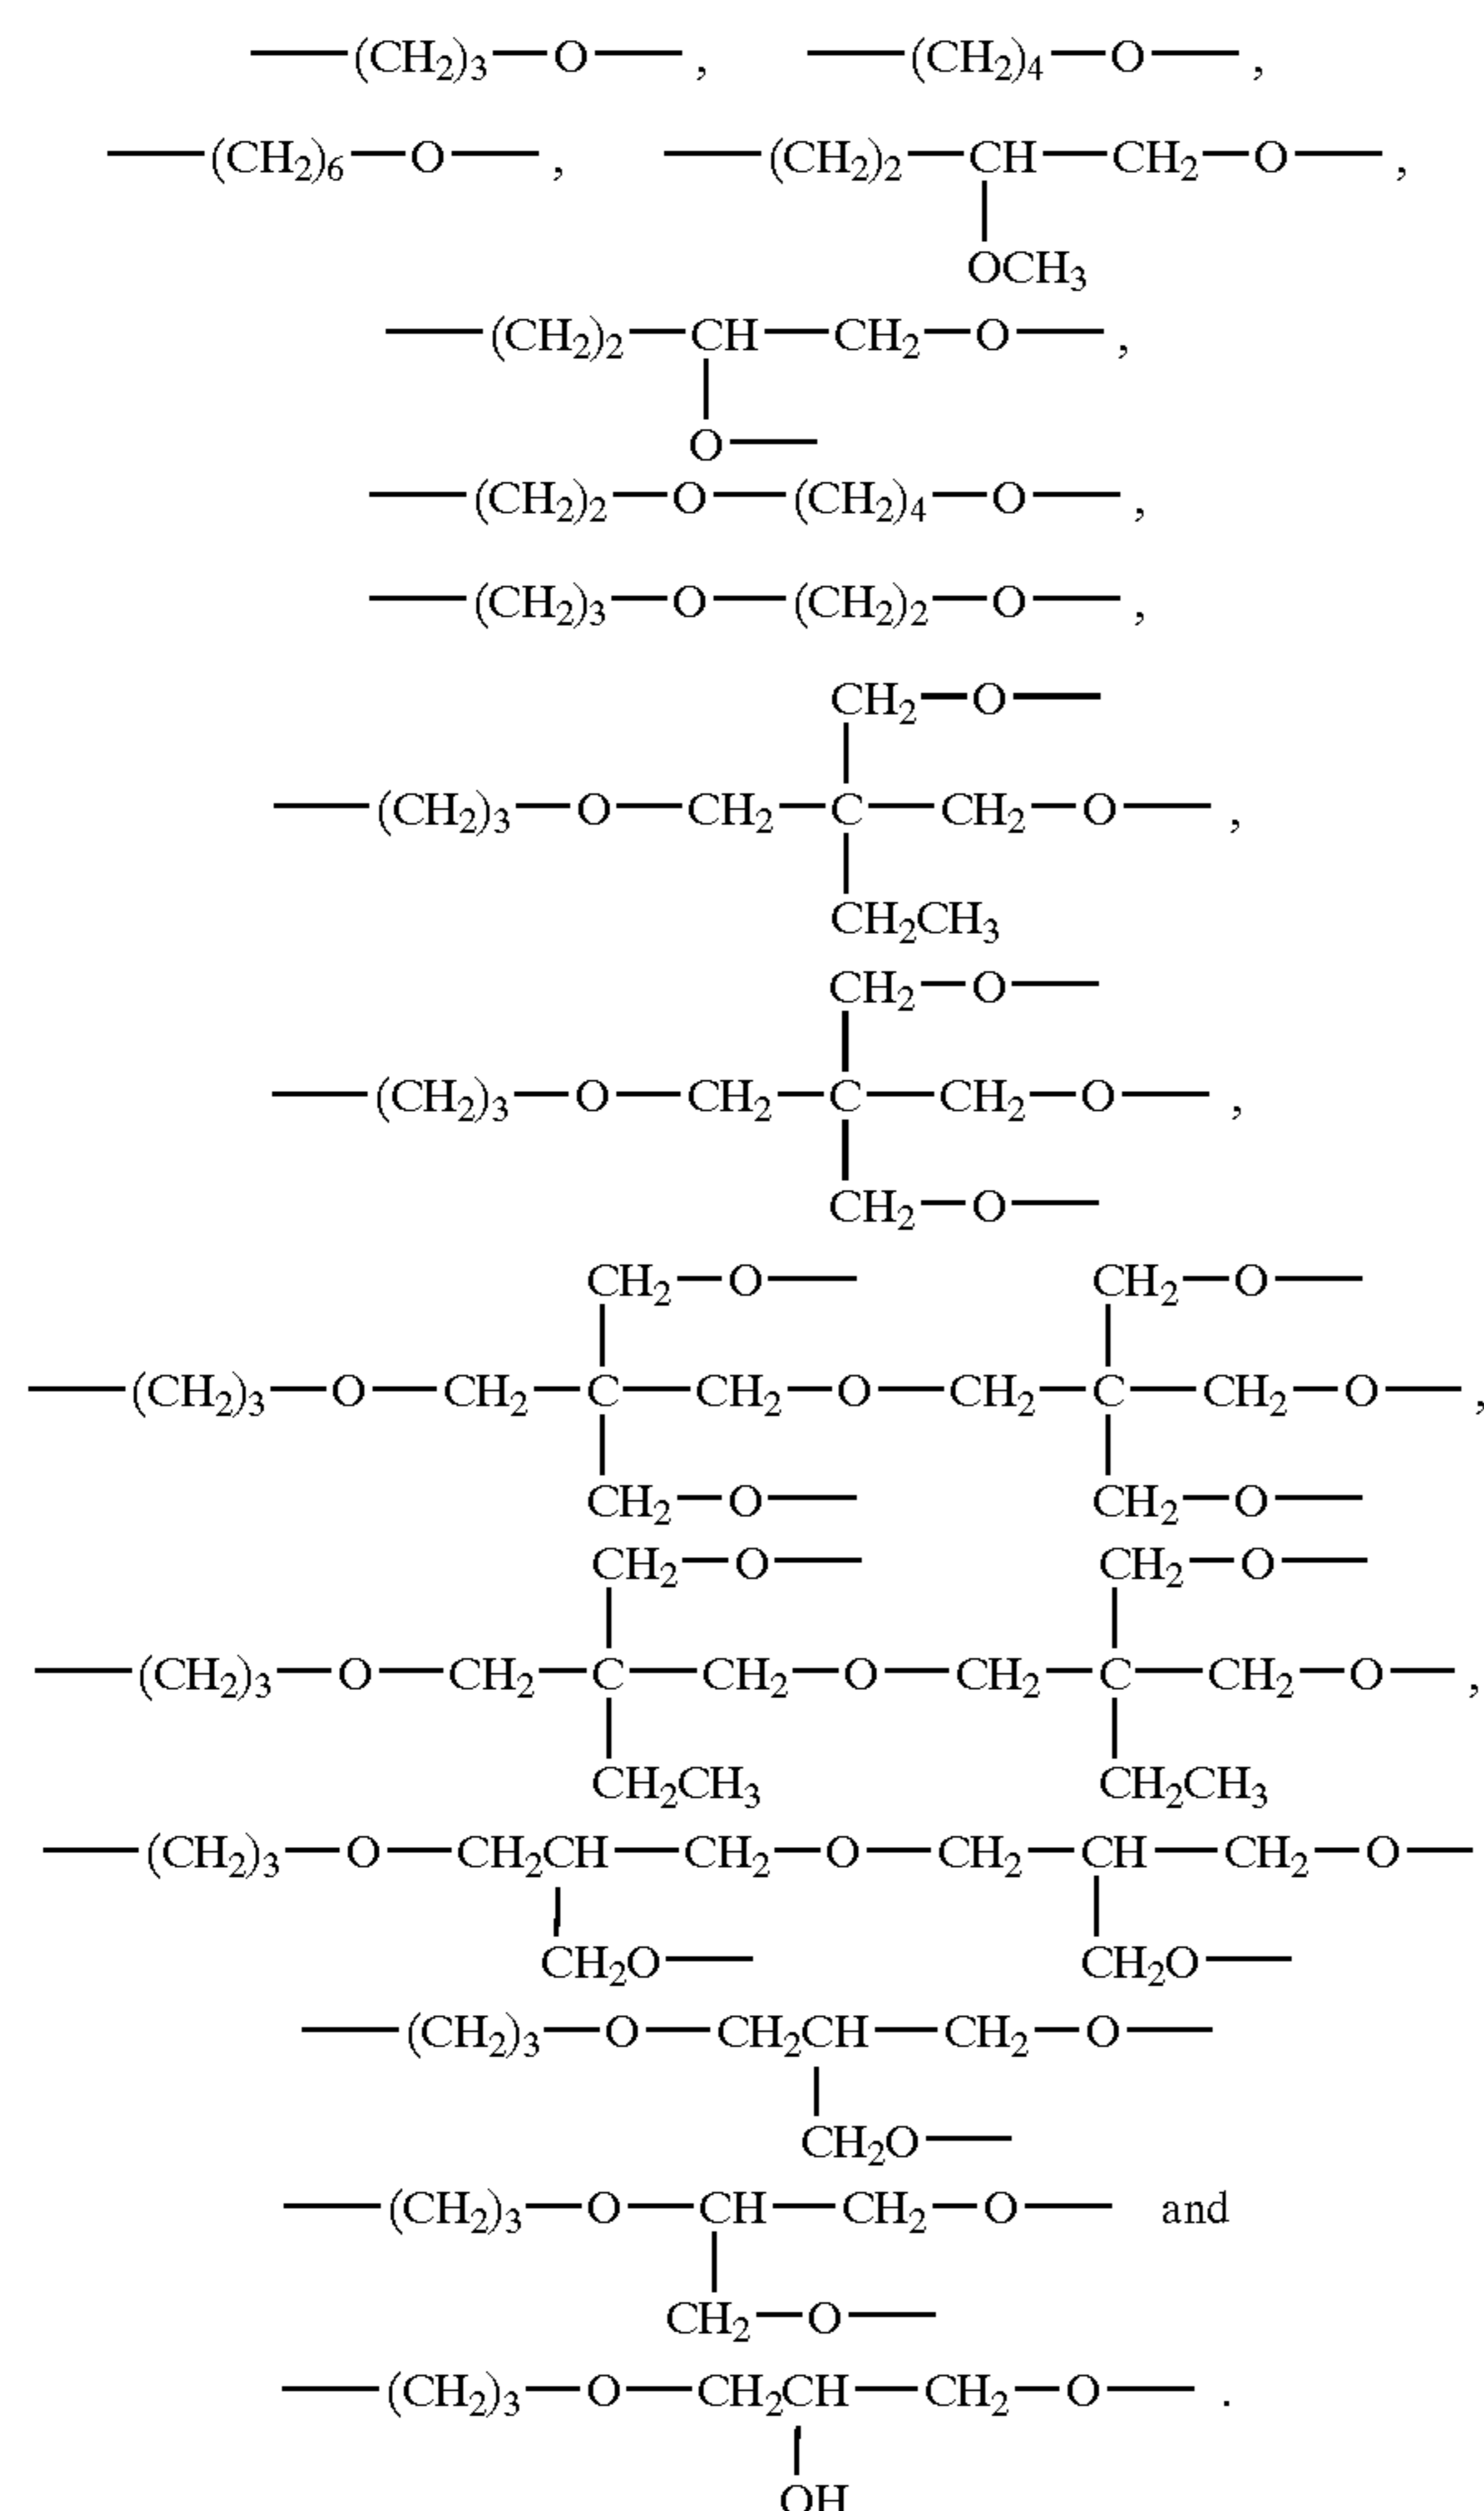 —(CH2)3—O—, —(CH2)4—O—,
—(CH2)6—O—, —(CH2)2—CH—CH2—O—,
OCH3
—(CH2)2—CH—CH2—O—,
O—
—(CH2)2—O—(CH2)4—O—,
—(CH2)3—O—(CH2)2—O—,
CH2—O—
—(CH2)3—O—CH2—C—CH2—O—,
CH2CH3
CH2—O—
—(CH2)3—O—CH2—C—CH2—O—,
CH2—O—
CH2—O— CH2—O—
—(CH2)3—O—CH2—C—CH2—O—CH2—C—CH2—O—,
CH2—O— CH2—O—
CH2—O— CH2—O—
—(CH2)3—O—CH2—C—CH2—O—CH2—C—CH2—O—,
CH2CH3 CH2CH3
—(CH2)3—O—CH2CH—CH2—O—CH2—CH—CH2—O—
CH2O— CH2O—
—(CH2)3—O—CH2CH—CH2—O—
CH2O—
—(CH2)3—O—CH—CH2—O— and
CH2—O—
—(CH2)3—O—CH2CH—CH2—O— .
OH